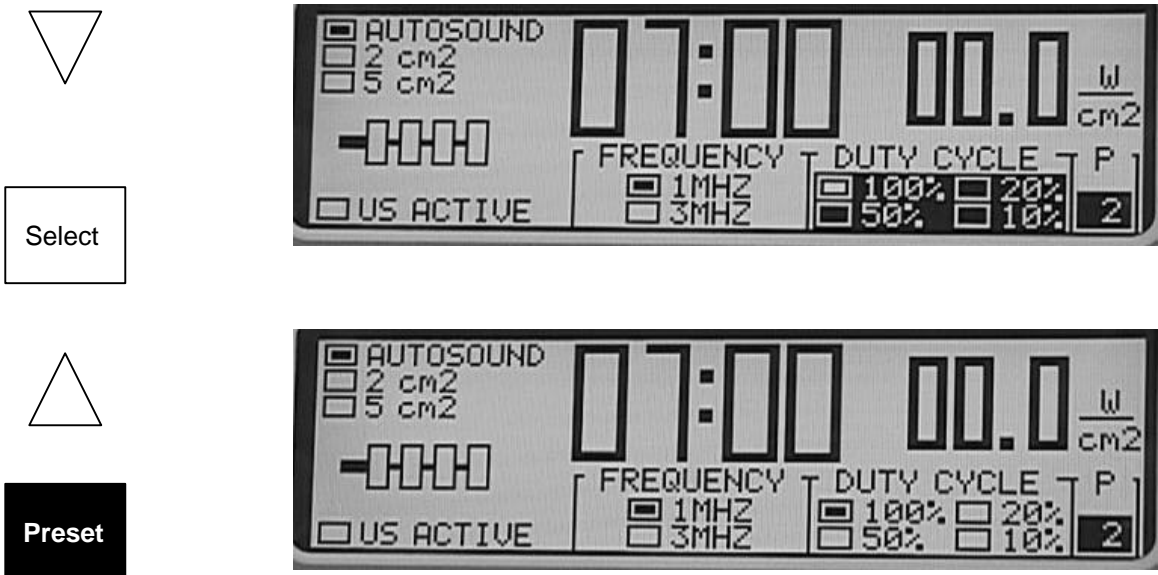 AUTOSOUND
2 cm2
5 cm2
07:00
00.0
W
cm2
FREQUENCY
1MHZ
3MHZ
DUTY CYCLE
100% 20%
50% 10%
P
2
US ACTIVE
Select
AUTOSOUND
2 cm2
5 cm2
07:00
00.0
W
cm2
FREQUENCY
1MHZ
3MHZ
DUTY CYCLE
100% 20%
50% 10%
P
2
US ACTIVE
Preset